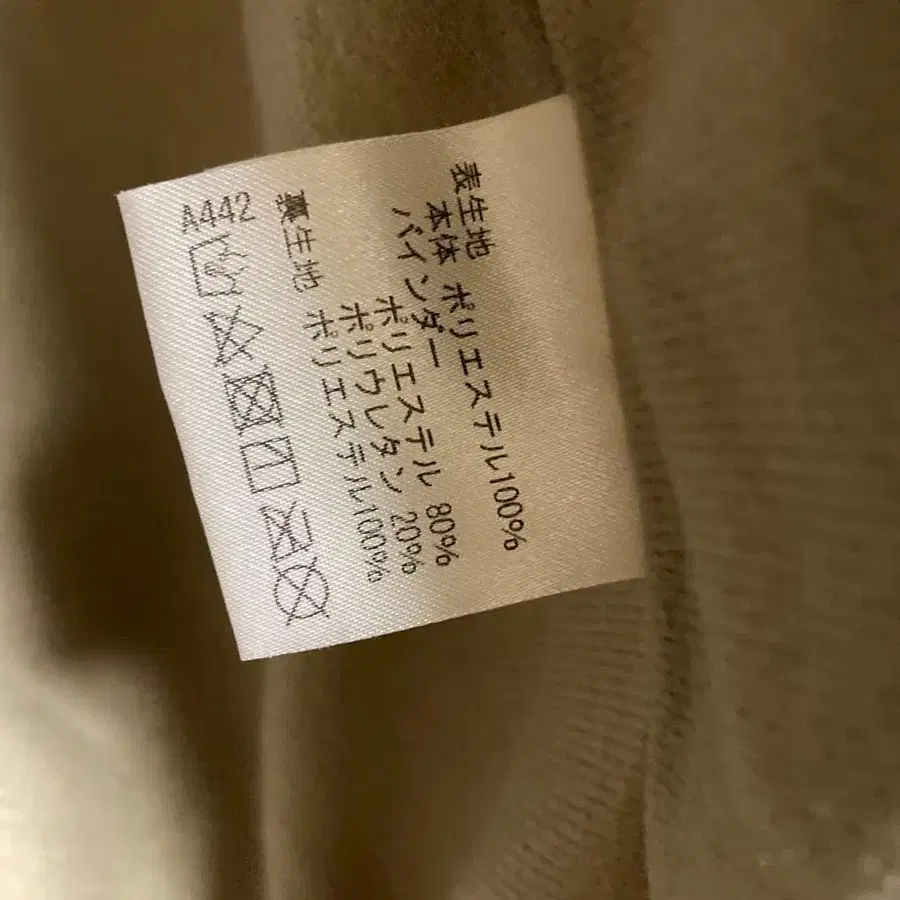 表生地
本体 ポリエステル100%
バインダー
ポリエステル 80%
ポリウレタン 20%
裏生地
ポリエステル100%
A442